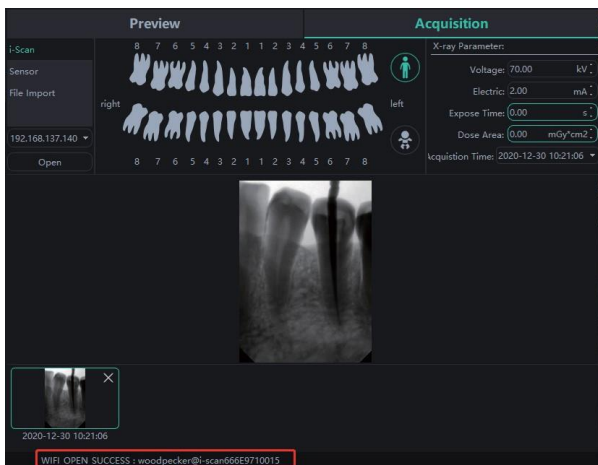 Preview
Acquisition
i-Scan
Sensor
File Import
192.168.137.140
Open
8 7 6 5 4 3 2 1 1 2 3 4 5 6 7 8
right
left
8 7 6 5 4 3 2 1 1 2 3 4 5 6 7 8
X-ray Parameter:
Voltage: 70.00 kV
Electric: 2.00 mA
Expose Time: 0.00 s
Dose Area: 0.00 mGy*cm2
Acquistion Time: 2020-12-30 10:21:06
2020-12-30 10:21:06
WIFI OPEN SUCCESS : woodpecker@i-scan666E9710015